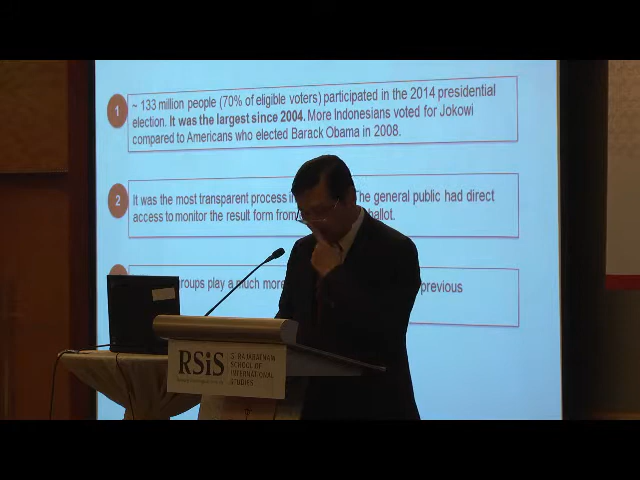 1
~ 133 million people (70% of eligible voters) participated in the 2014 presidential
election. It was the largest since 2004. More Indonesians voted for Jokowi
compared to Americans who elected Barack Obama in 2008.
2
It was the most transparent process The general public had direct
access to monitor the result form from ballot.
groups play a much more previous
RSiS
S. RAJARATNAM
SCHOOL OF
INTERNATIONAL
STUDIES